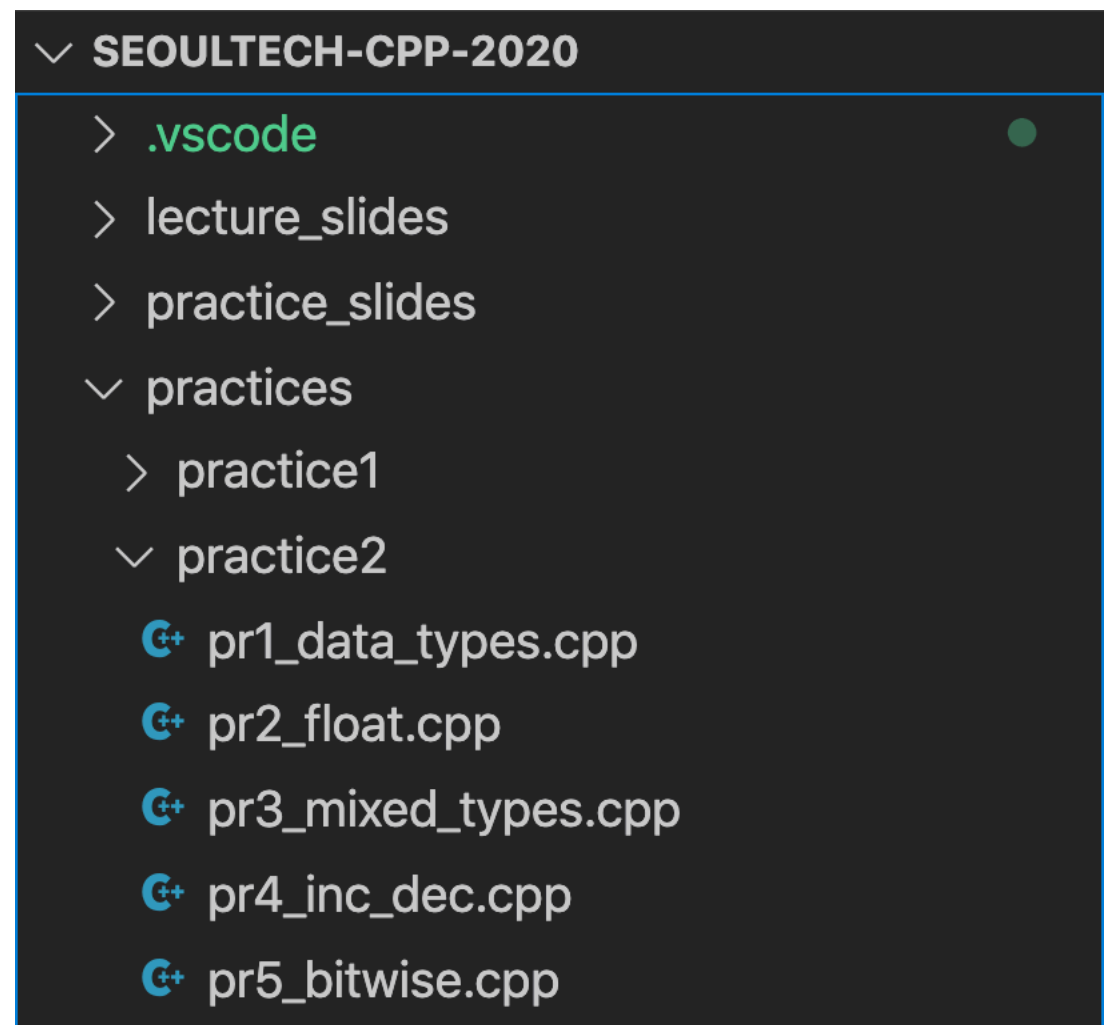 SEOULTECH-CPP-2020
.vscode
lecture_slides
practice_slides
practices
practice1
practice2
C++ pr1_data_types.cpp
C++ pr2_float.cpp
C++ pr3_mixed_types.cpp
C++ pr4_inc_dec.cpp
C++ pr5_bitwise.cpp